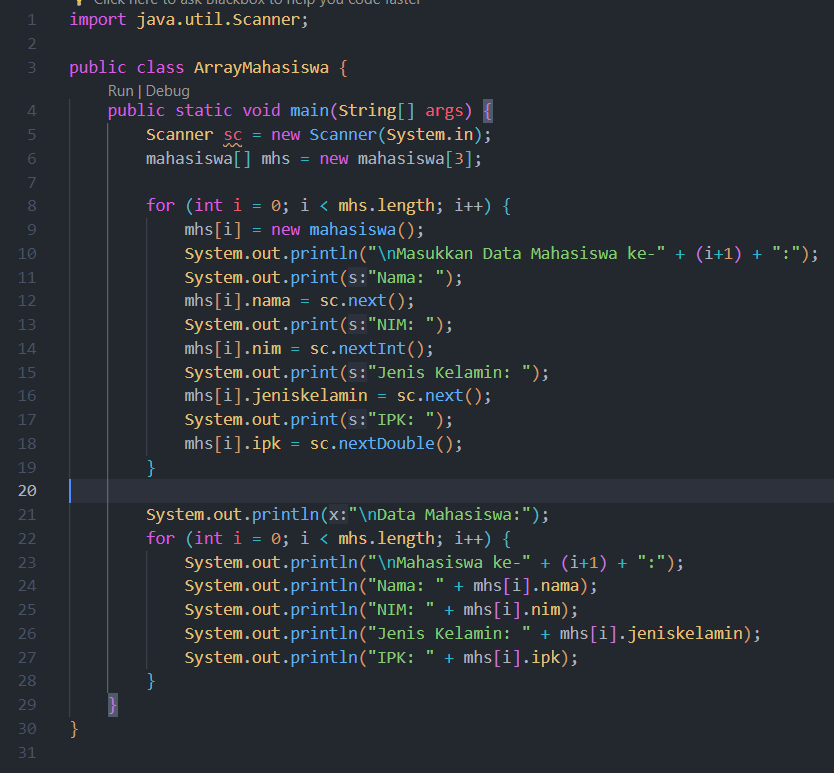 Click here to ask Blackbox to help you code faster
1 import java.util.Scanner;
2
3 public class ArrayMahasiswa {
Run | Debug
4 public static void main(String[] args) {
5 Scanner sc = new Scanner(System.in);
6 mahasiswa[] mhs = new mahasiswa[3];
7
8 for (int i = 0; i < mhs.length; i++) {
9 mhs[i] = new mahasiswa();
10 System.out.println("\nMasukkan Data Mahasiswa ke-" + (i+1) + ":");
11 System.out.print(s:"Nama: ");
12 mhs[i].nama = sc.next();
13 System.out.print(s:"NIM: ");
14 mhs[i].nim = sc.nextInt();
15 System.out.print(s:"Jenis Kelamin: ");
16 mhs[i].jeniskelamin = sc.next();
17 System.out.print(s:"IPK: ");
18 mhs[i].ipk = sc.nextDouble();
19 }
20
21 System.out.println(x:"\nData Mahasiswa:");
22 for (int i = 0; i < mhs.length; i++) {
23 System.out.println("\nMahasiswa ke-" + (i+1) + ":");
24 System.out.println("Nama: " + mhs[i].nama);
25 System.out.println("NIM: " + mhs[i].nim);
26 System.out.println("Jenis Kelamin: " + mhs[i].jeniskelamin);
27 System.out.println("IPK: " + mhs[i].ipk);
28 }
29 }
30 }
31